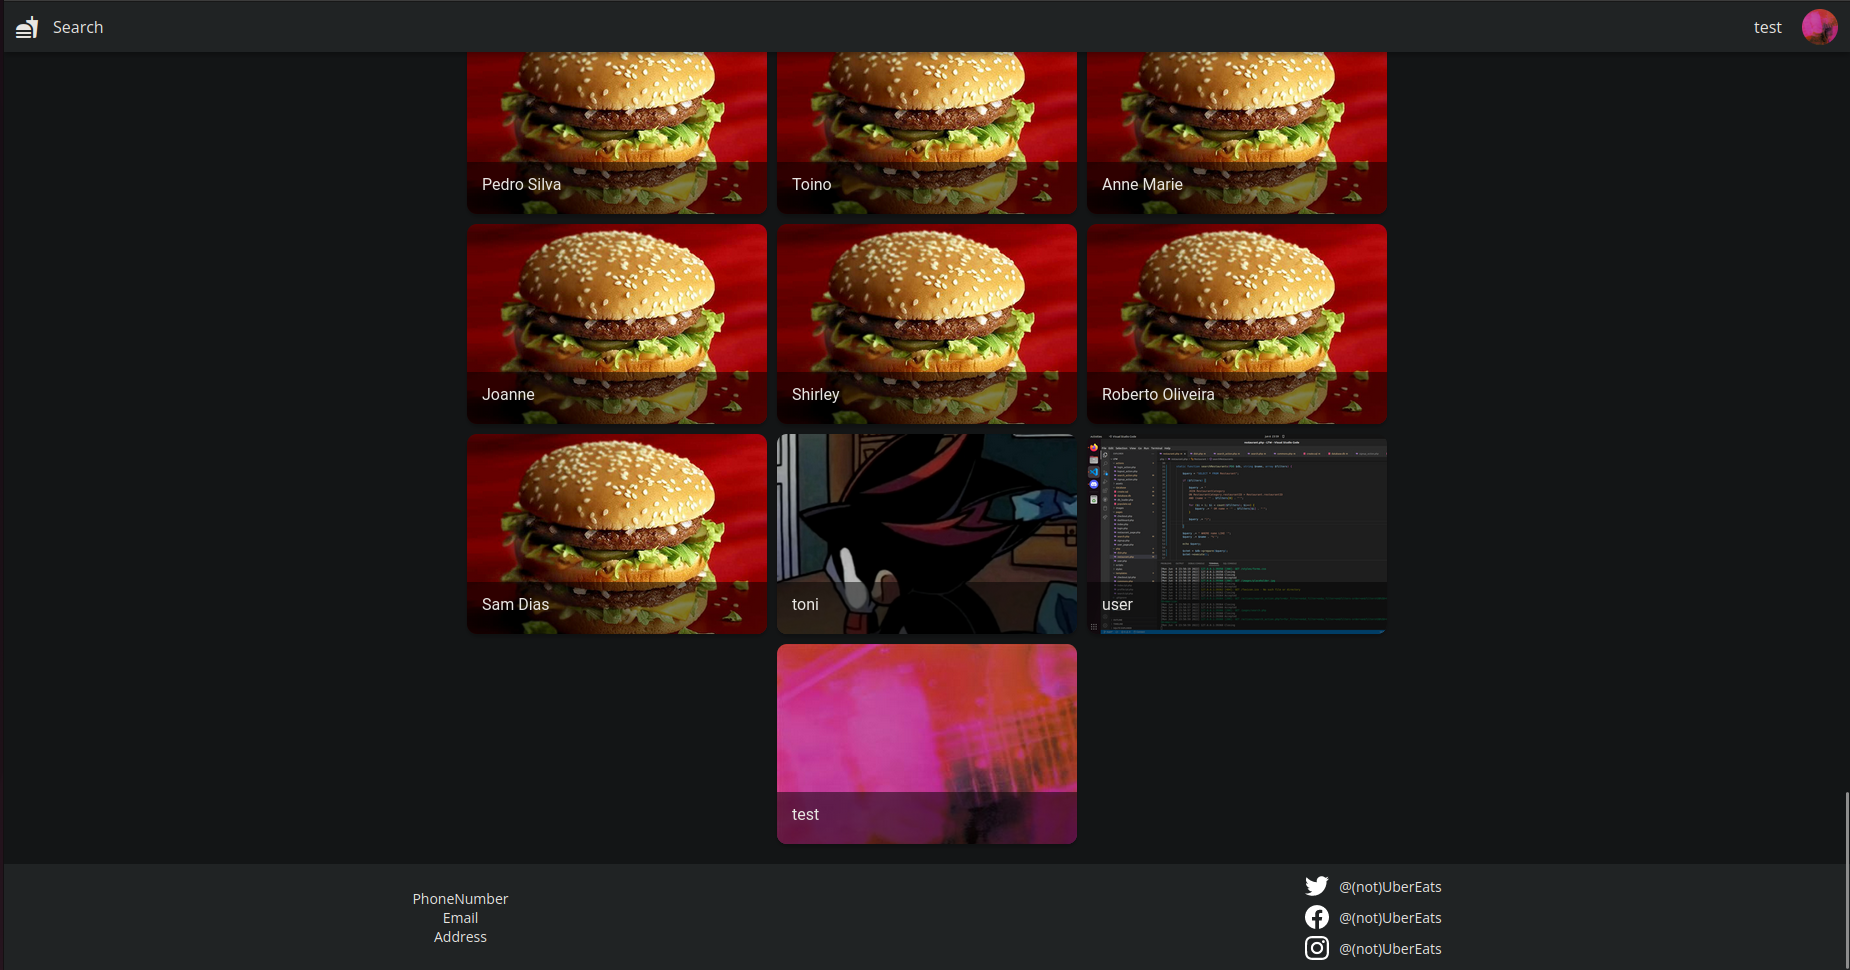 Search
test
Pedro Silva
Toino
Anne Marie
Joanne
Shirley
Roberto Oliveira
Sam Dias
toni
user
test
PhoneNumber
Email
Address
@(not)UberEats
@(not)UberEats
@(not)UberEats